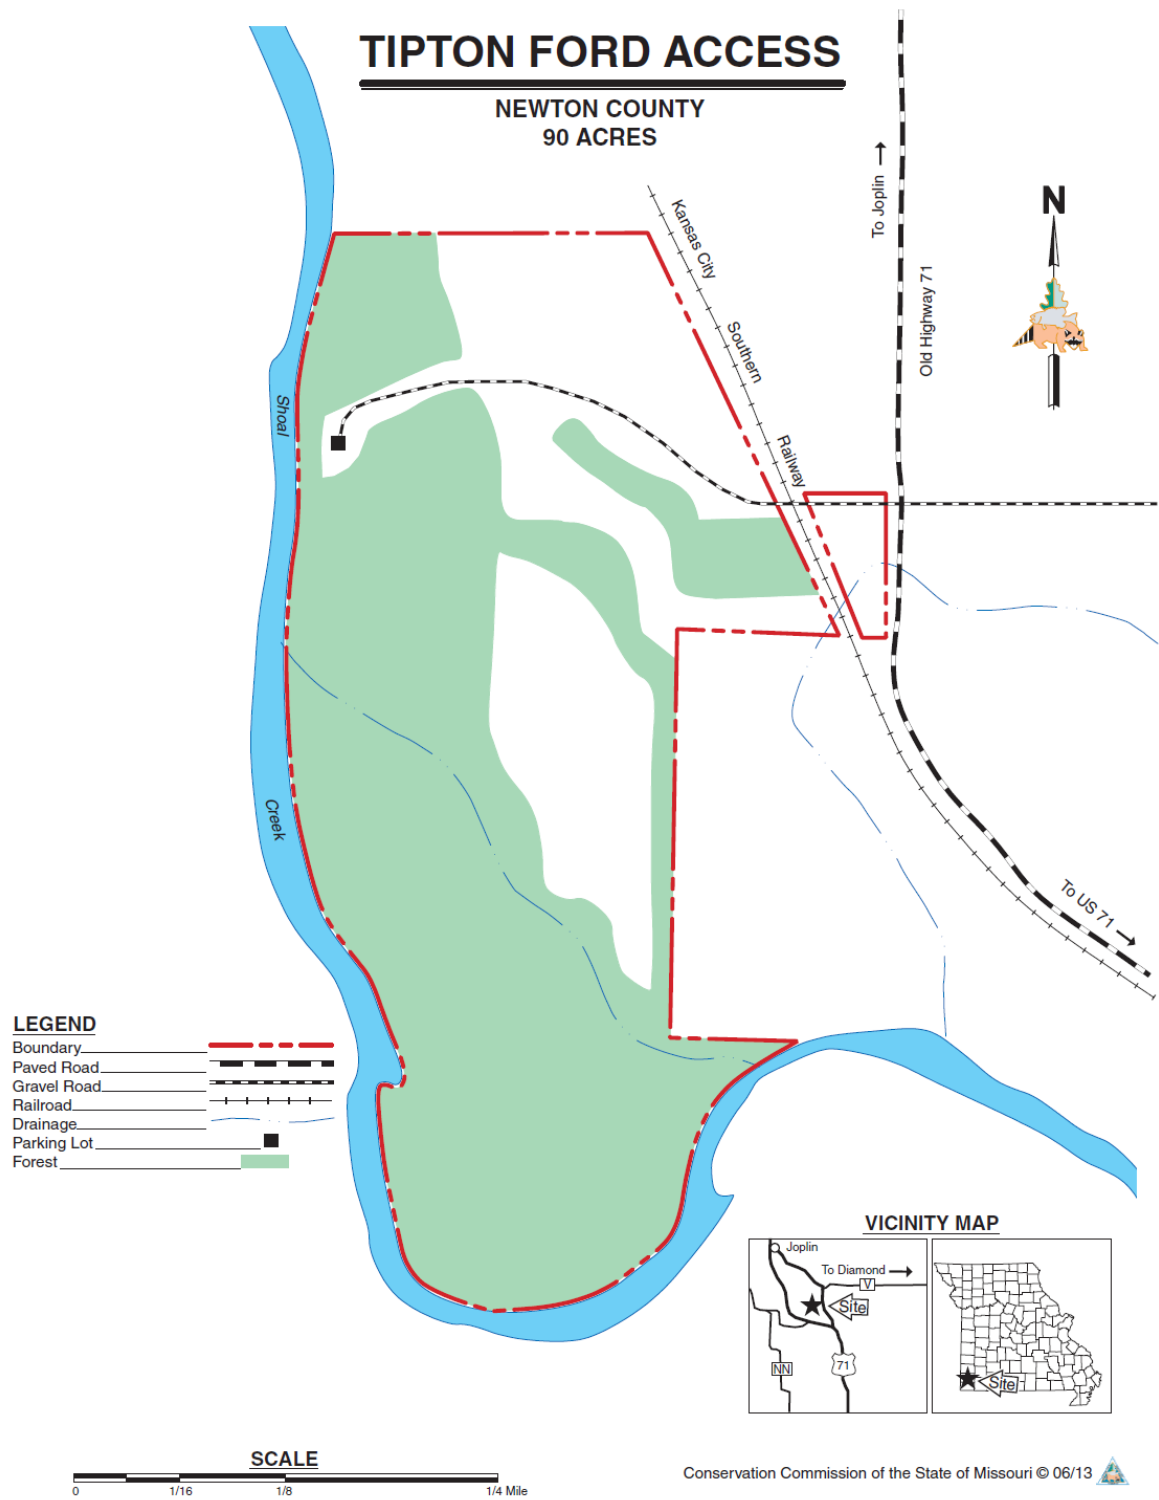 TIPTON FORD ACCESS
NEWTON COUNTY
90 ACRES
To Joplin
N
Kansas City
Southern
Railway
Old Highway 71
Shoal
Creek
To US 71
LEGEND
Boundary
Paved Road
Gravel Road
Railroad
Drainage
Parking Lot
Forest
VICINITY MAP
Joplin
To Diamond
V
Site
NN
71
Site
SCALE
0 1/16 1/8 1/4 Mile
Conservation Commission of the State of Missouri © 06/13